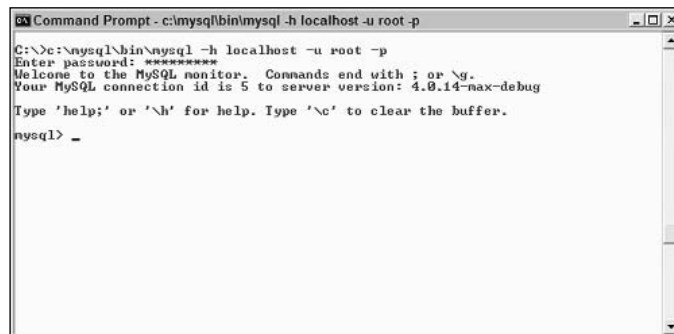 Command Prompt - c:\mysql\bin\mysql -h localhost -u root -p
C:\>c:\mysql\bin\mysql -h localhost -u root -p
Enter password: *********
Welcome to the MySQL monitor.  Commands end with ; or \g.
Your MySQL connection id is 5 to server version: 4.0.14-max-debug
Type 'help;' or '\h' for help. Type '\c' to clear the buffer.
mysql> _